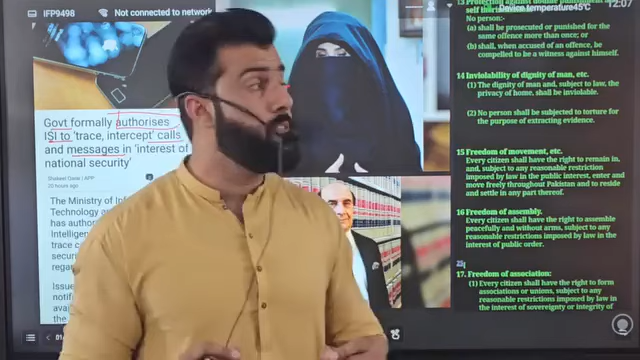 IFP9498
Not connected to network
Device temperature45°C
12:07
Govt formally authorises
ISI to 'trace, intercept' calls
and messages in 'interest of
national security'
20 hours ago
The Ministry of
Technology
has
Intelligen
trace
securi
regar
Issue
notif
13 Protection against double punishment
self
No person:-
(a) shall be prosecuted or punished for
the same offence more than once; or
(b) shall, when accused of an offence, be
compelled to be a witness against himself.
14 Inviolability of dignity of man, etc.
(1) The dignity of man and, subject to law, the
privacy of home, shall be inviolable.
(2) No person shall be subjected to torture for
the purpose of extracting evidence.
15 Freedom of movement, etc.
Every citizen shall have the right to remain in,
and, subject to any reasonable restriction
imposed by law in the public interest, enter and
move freely throughout Pakistan and to reside
and settle in any part thereof.
16 Freedom of assembly.
Every citizen shall have the right to assemble
peacefully and without arms, subject to any
reasonable restrictions imposed by law in the
interest of public order.
17. Freedom of association:
(1) Every citizen shall have the right to form
associations or unions, subject to any
reasonable restrictions imposed by law in
the interest of sovereignty or integrity of